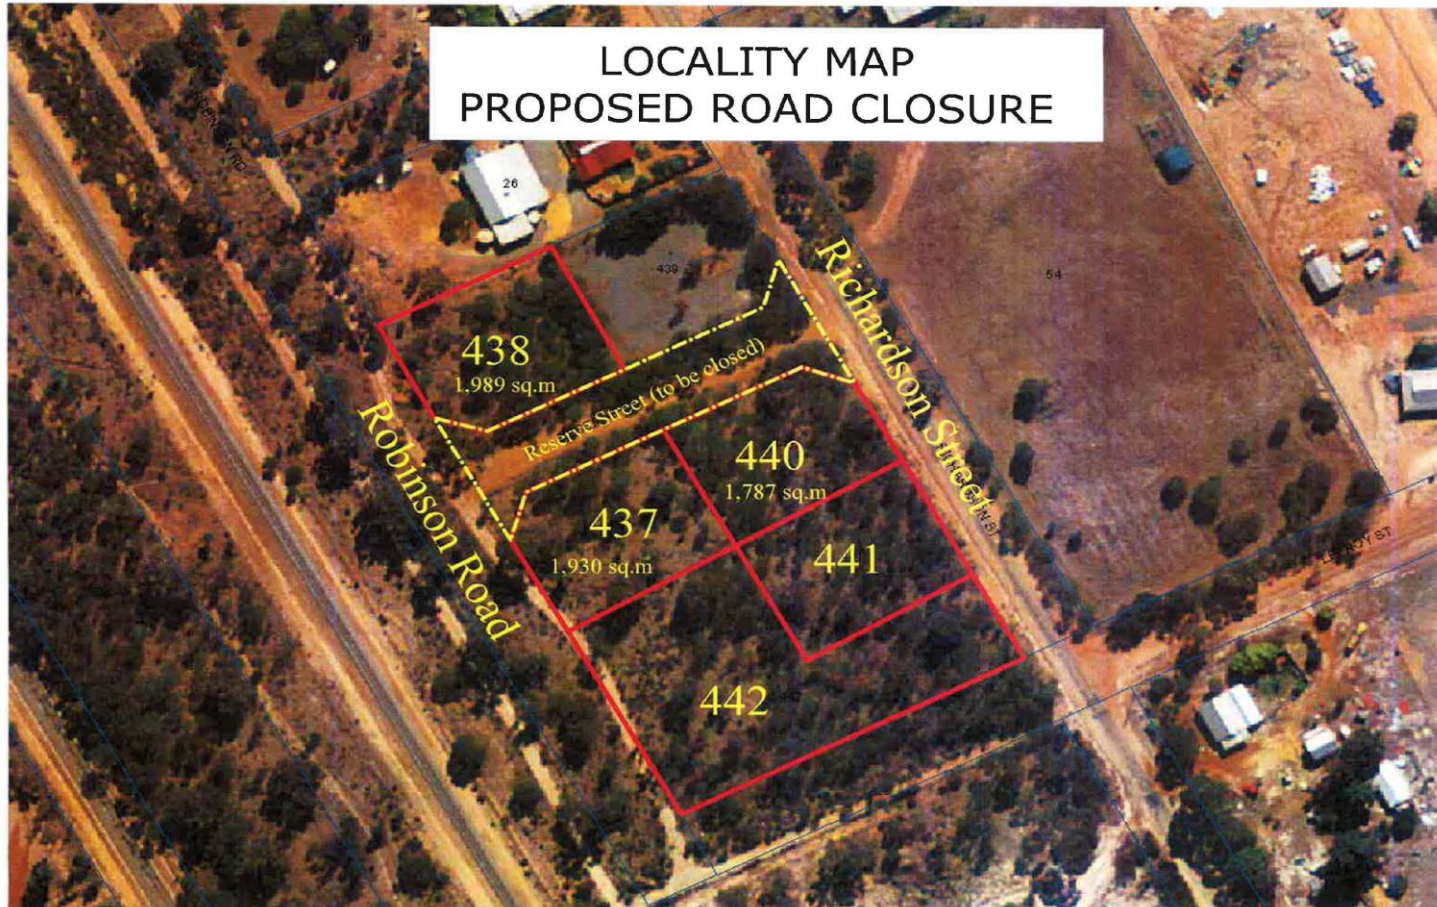 LOCALITY MAP
PROPOSED ROAD CLOSURE
26
439
54
438
1,989 sq.m
Richardson Street
Reserve Street (to be closed)
Robinson Road
440
1,787 sq.m
437
1,930 sq.m
441
442